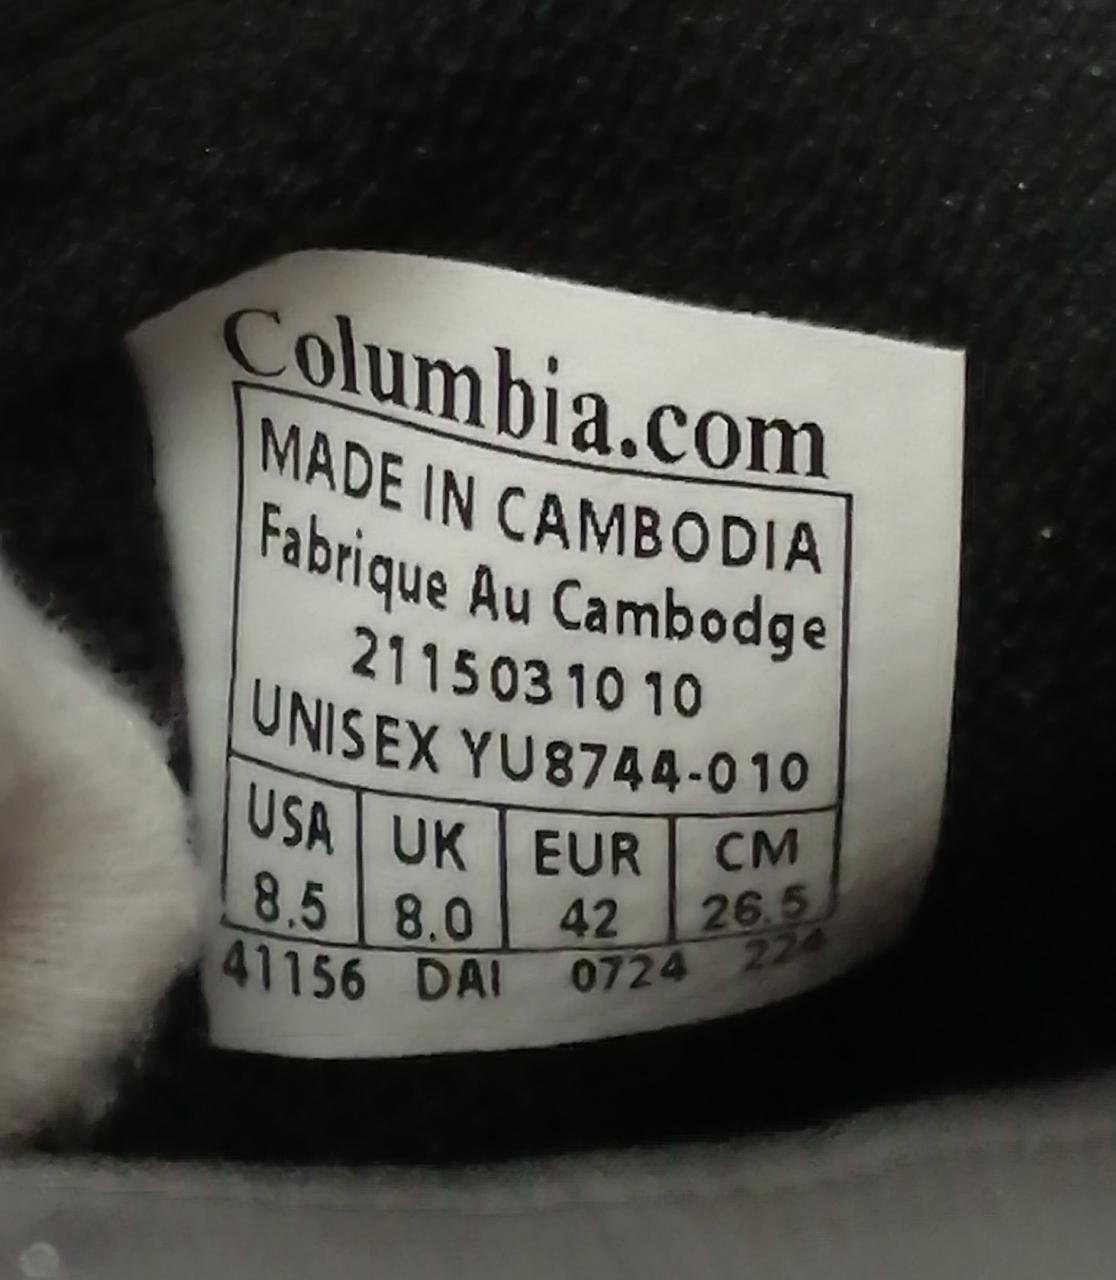 Columbia.com
MADE IN CAMBODIA
Fabrique Au Cambodge
2115031010
UNISEX YU8744-010
USA UK EUR CM
8.5 8.0 42 26.5
41156 DAI 0724 224